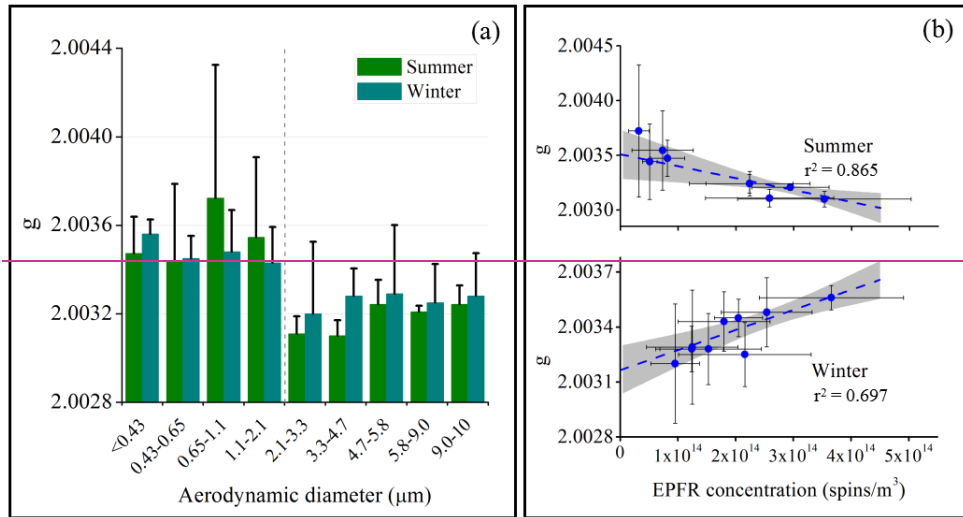 (a)
2.0044
2.0040
2.0036
2.0032
2.0028
g
Summer
Winter
<0.43
0.43-0.65
0.65-1.1
1.1-2.1
2.1-3.3
3.3-4.7
4.7-5.8
5.8-9.0
9.0-10
Aerodynamic diameter (μm)
(b)
2.0045
2.0040
2.0035
2.0030
g
Summer
r² = 0.865
2.0037
2.0034
2.0031
2.0028
g
Winter
r² = 0.697
0 1x10¹⁴ 2x10¹⁴ 3x10¹⁴ 4x10¹⁴ 5x10¹⁴
EPFR concentration (spins/m³)